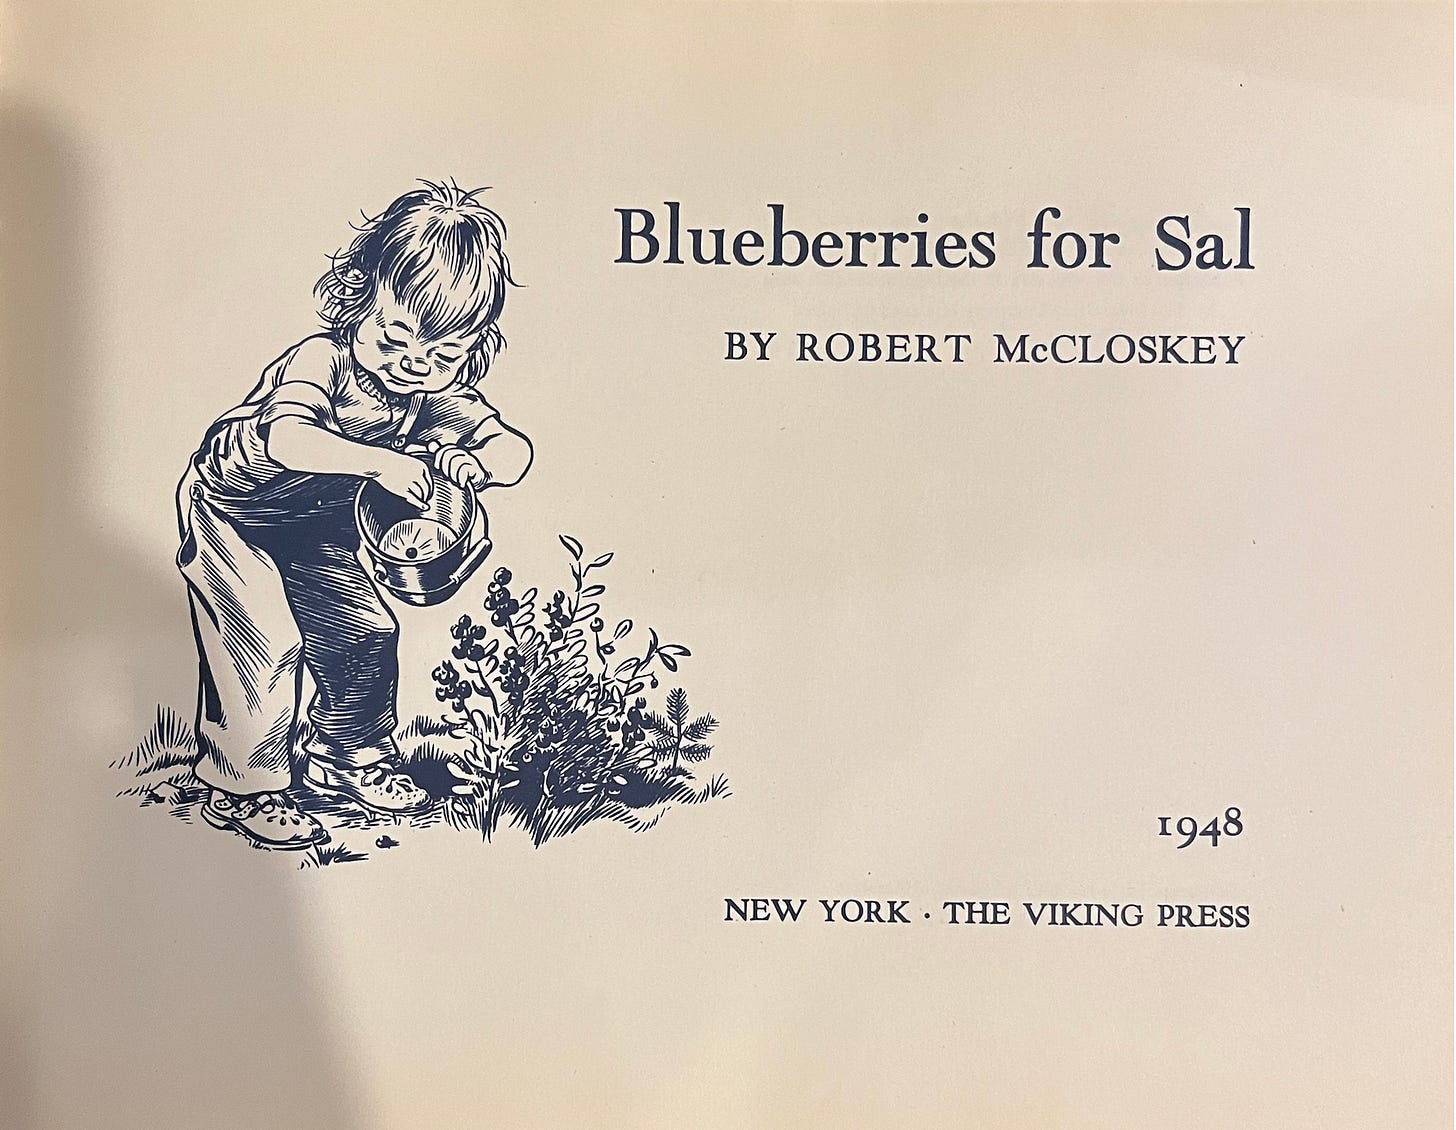 Blueberries for Sal
BY ROBERT McCLOSKEY
1948
NEW YORK · THE VIKING PRESS